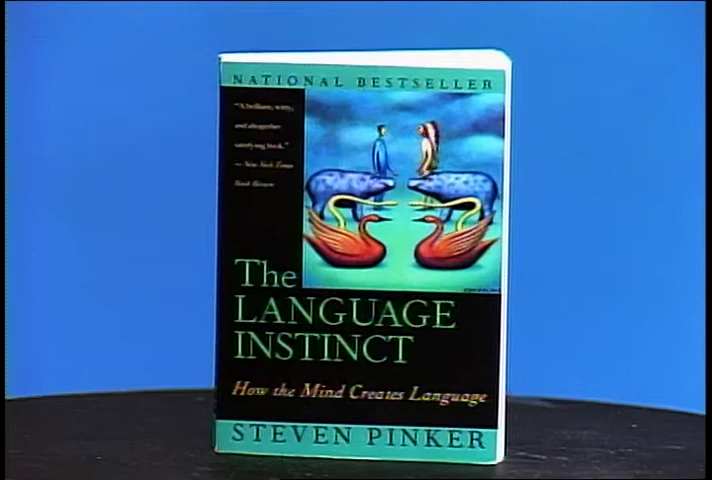 NATIONAL BESTSELLER
"A brilliant, witty,
and altogether
satisfying book."
— New York Times
Book Review
The
LANGUAGE
INSTINCT
How the Mind Creates Language
STEVEN PINKER